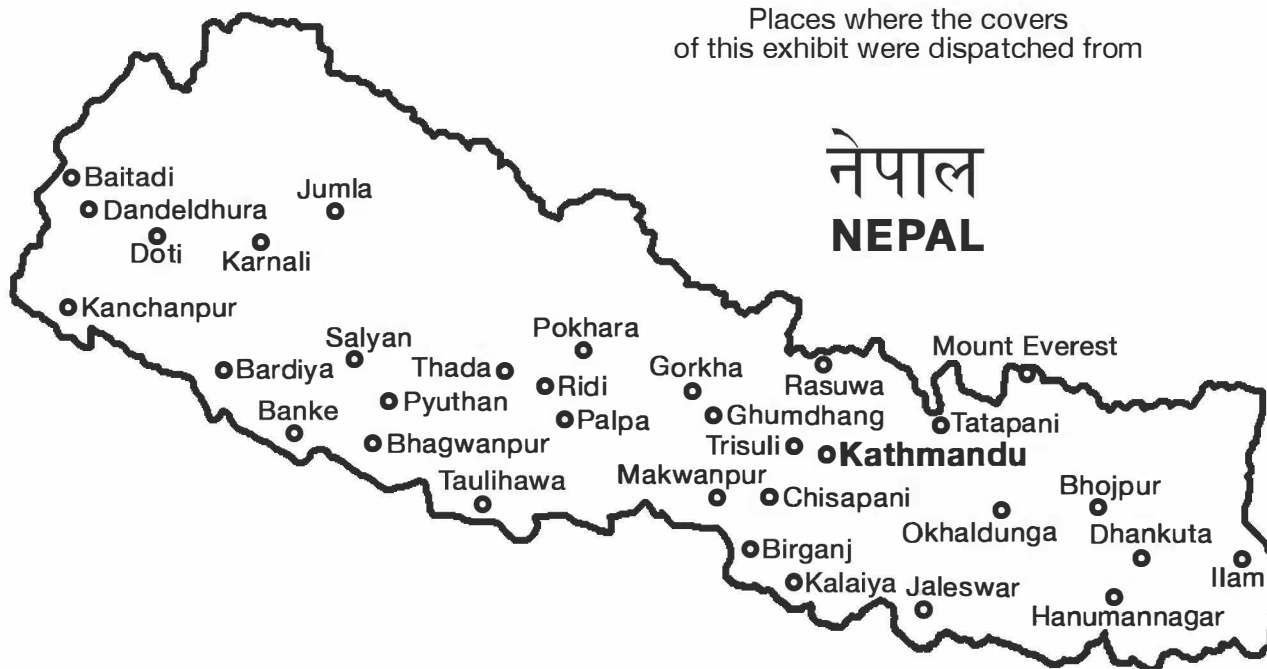 Places where the covers
of this exhibit were dispatched from
नेपाल
NEPAL
Baitadi
Dandeldhura
Jumla
Doti
Karnali
Kanchanpur
Salyan
Pokhara
Bardiya
Thada
Mount Everest
Ridi
Gorkha
Rasuwa
Banke
Pyuthan
Palpa
Ghumdhang
Tatapani
Bhagwanpur
Trisuli
Kathmandu
Taulihawa
Makwanpur
Chisapani
Bhojpur
Okhaldunga
Dhankuta
Birganj
Kalaiya
Jaleswar
Ilam
Hanumannagar